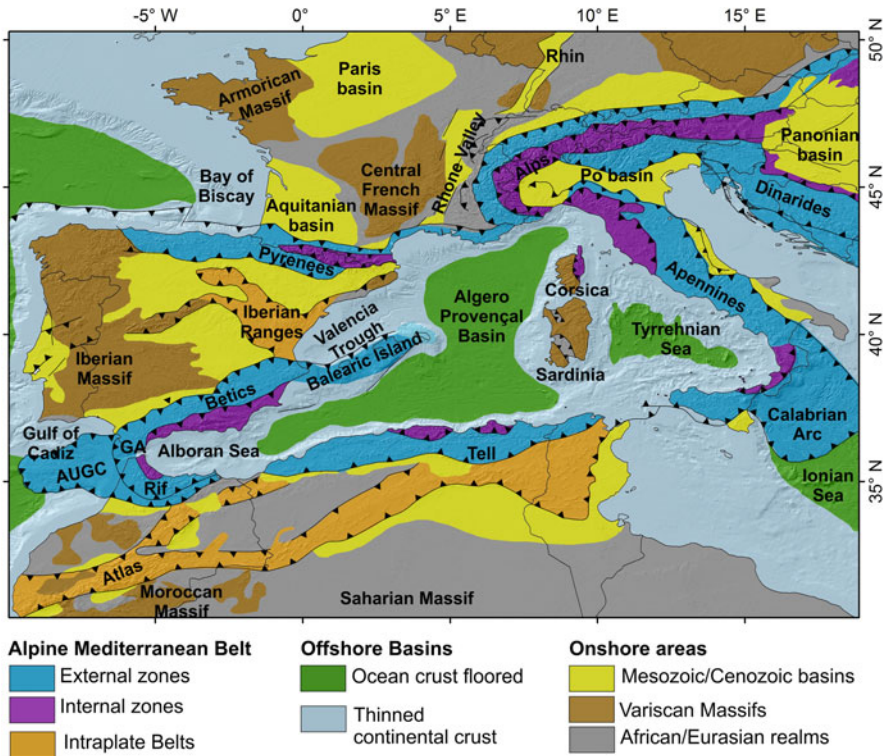 -5° W
0°
5° E
10° E
15° E
50° N
45° N
40° N
35° N
Rhin
Paris
basin
Armorican
Massif
Rhone Valley
Panonian
basin
Alps
Central
French
Massif
Po basin
Bay of
Biscay
Aquitanian
basin
Dinarides
Pyrenees
Apennines
Algero
Provençal
Basin
Corsica
Iberian
Ranges
Valencia
Trough
Tyrrehnian
Sea
Iberian
Massif
Balearic Island
Sardinia
Betics
Calabrian
Arc
Gulf of
Cadiz
GA
Alboran Sea
Tell
AUGC
Rif
Ionian
Sea
Atlas
Moroccan
Massif
Saharian Massif
Alpine Mediterranean Belt
External zones
Internal zones
Intraplate Belts
Offshore Basins
Ocean crust floored
Thinned
continental crust
Onshore areas
Mesozoic/Cenozoic basins
Variscan Massifs
African/Eurasian realms